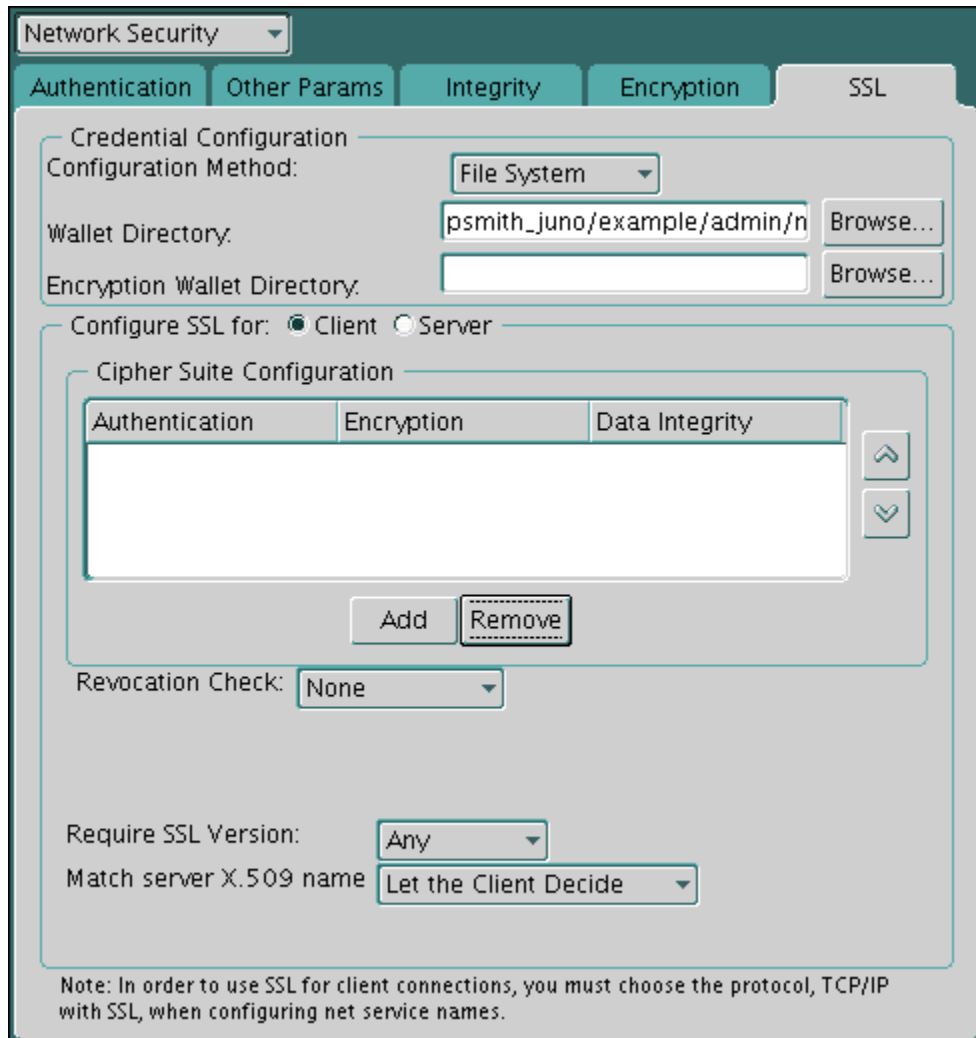 Network Security
Authentication Other Params Integrity Encryption SSL
Credential Configuration
Configuration Method: File System
Wallet Directory: psmith_juno/example/admin/n Browse...
Encryption Wallet Directory: Browse...
Configure SSL for: Client Server
Cipher Suite Configuration
Authentication Encryption Data Integrity
Add Remove
Revocation Check: None
Require SSL Version: Any
Match server X.509 name Let the Client Decide
Note: In order to use SSL for client connections, you must choose the protocol, TCP/IP
with SSL, when configuring net service names.